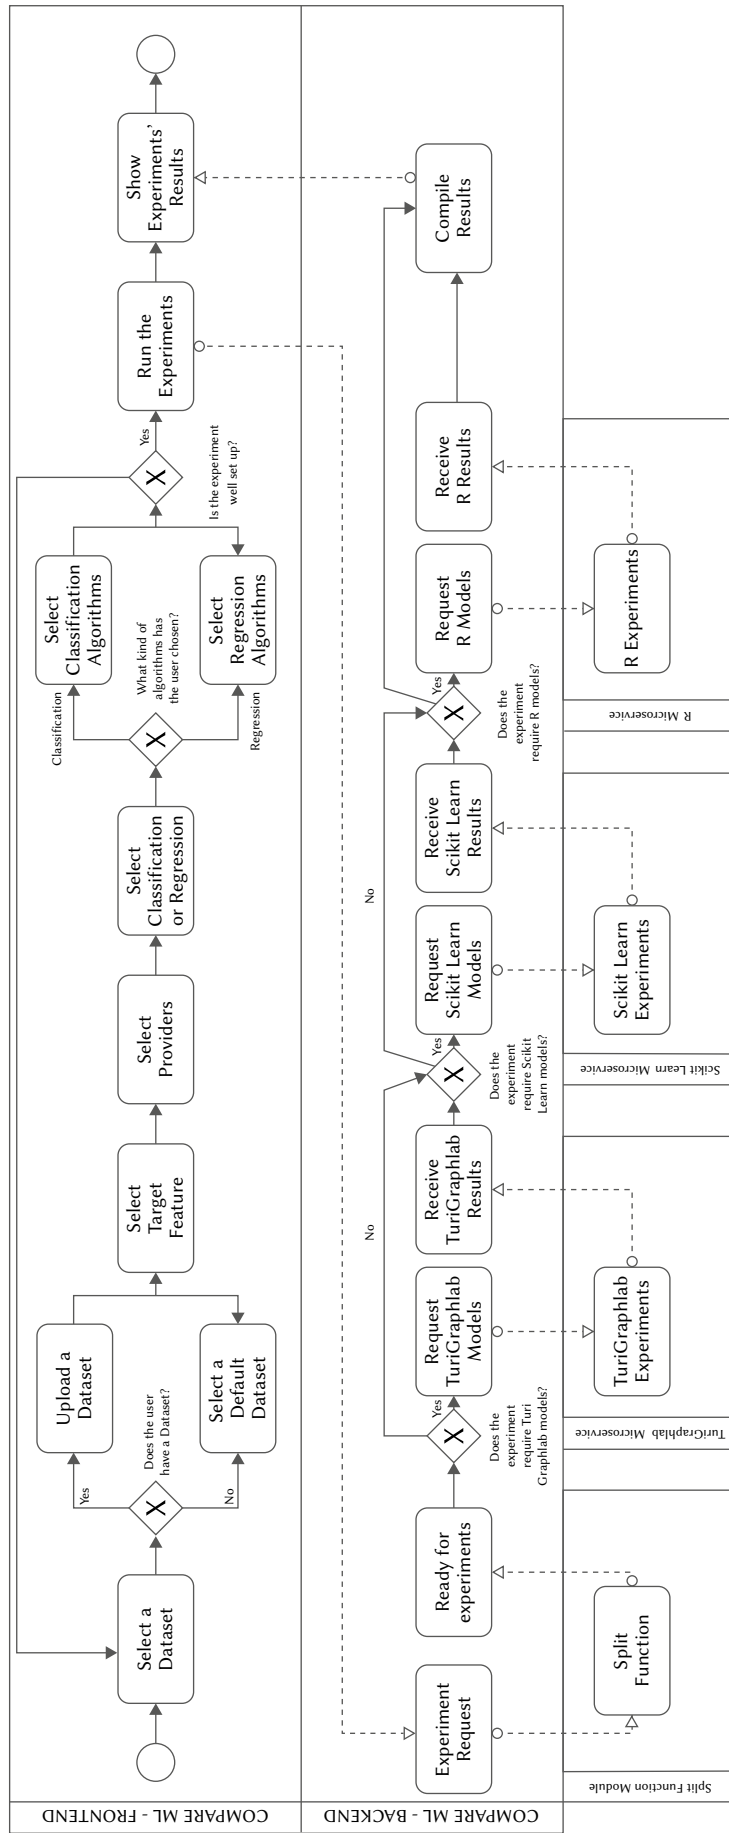 COMPARE ML - FRONTEND
Select a
Dataset
Does the user
have a Dataset?
Yes
No
Upload a
Dataset
Select a
Default
Dataset
Select
Target
Feature
Select
Providers
Select
Classification
or Regression
What kind of
algorithms has
the user chosen?
Classification
Regression
Select
Classification
Algorithms
Select
Regression
Algorithms
Is the experiment
well set up?
Yes
Run the
Experiments
Show
Experiments'
Results
COMPARE ML - BACKEND
Experiment
Request
Ready for
experiments
Does the
experiment
require Turi
Graphlab models?
Yes
No
Request
TuriGraphlab
Models
Receive
TuriGraphlab
Results
Does the
experiment
require Scikit
Learn models?
Yes
No
Request
Scikit Learn
Models
Receive
Scikit Learn
Results
Does the
experiment
require R models?
Yes
Request
R Models
Receive
R Results
Compile
Results
Split Function Module
Split
Function
TuriGraphlab Microservice
TuriGraphlab
Experiments
Scikit Learn Microservice
Scikit Learn
Experiments
R Microservice
R Experiments
X
X
X
X
X
X